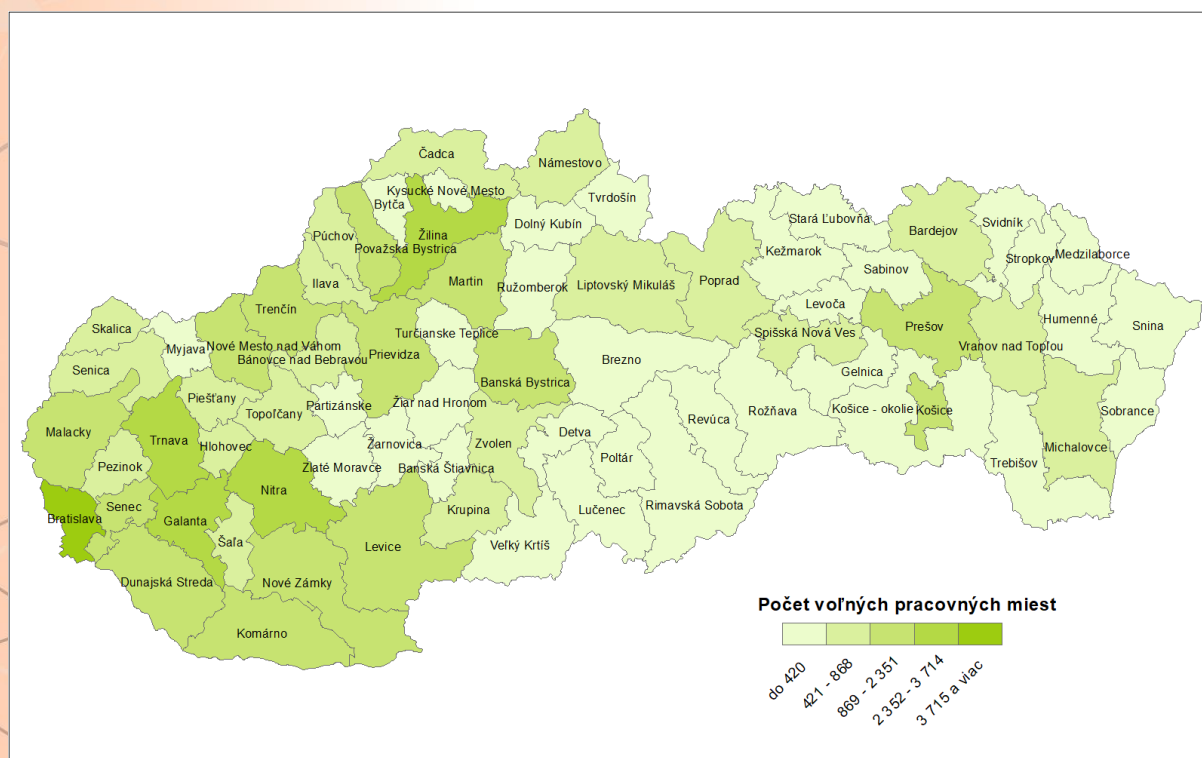 Čadca
Námestovo
Kysucké Nové Mesto
Bytča
Tvrdošín
Dolný Kubín
Stará Ľubovňa
Svidník
Bardejov
Púchov
Žilina
Považská Bystrica
Kežmarok
Stropkov
Medzilaborce
Sabinov
Ilava
Martin
Ružomberok
Liptovský Mikuláš
Poprad
Levoča
Trenčín
Humenné
Snina
Skalica
Turčianske Teplice
Prešov
Spišská Nová Ves
Nové Mesto nad Váhom
Vranov nad Topľou
Myjava
Bánovce nad Bebravou
Prievidza
Brezno
Senica
Gelnica
Banská Bystrica
Piešťany
Partizánske
Žiar nad Hronom
Topoľčany
Košice - okolie
Košice
Rožňava
Sobrance
Revúca
Malacky
Trnava
Hlohovec
Žarnovica
Zvolen
Detva
Michalovce
Poltár
Pezinok
Zlaté Moravce
Banská Štiavnica
Trebišov
Nitra
Senec
Rimavská Sobota
Krupina
Lučenec
Bratislava
Galanta
Šaľa
Levice
Veľký Krtíš
Dunajská Streda
Nové Zámky
Komárno
Počet voľných pracovných miest
do 420
421 - 868
869 - 2 351
2 352 - 3 714
3 715 a viac